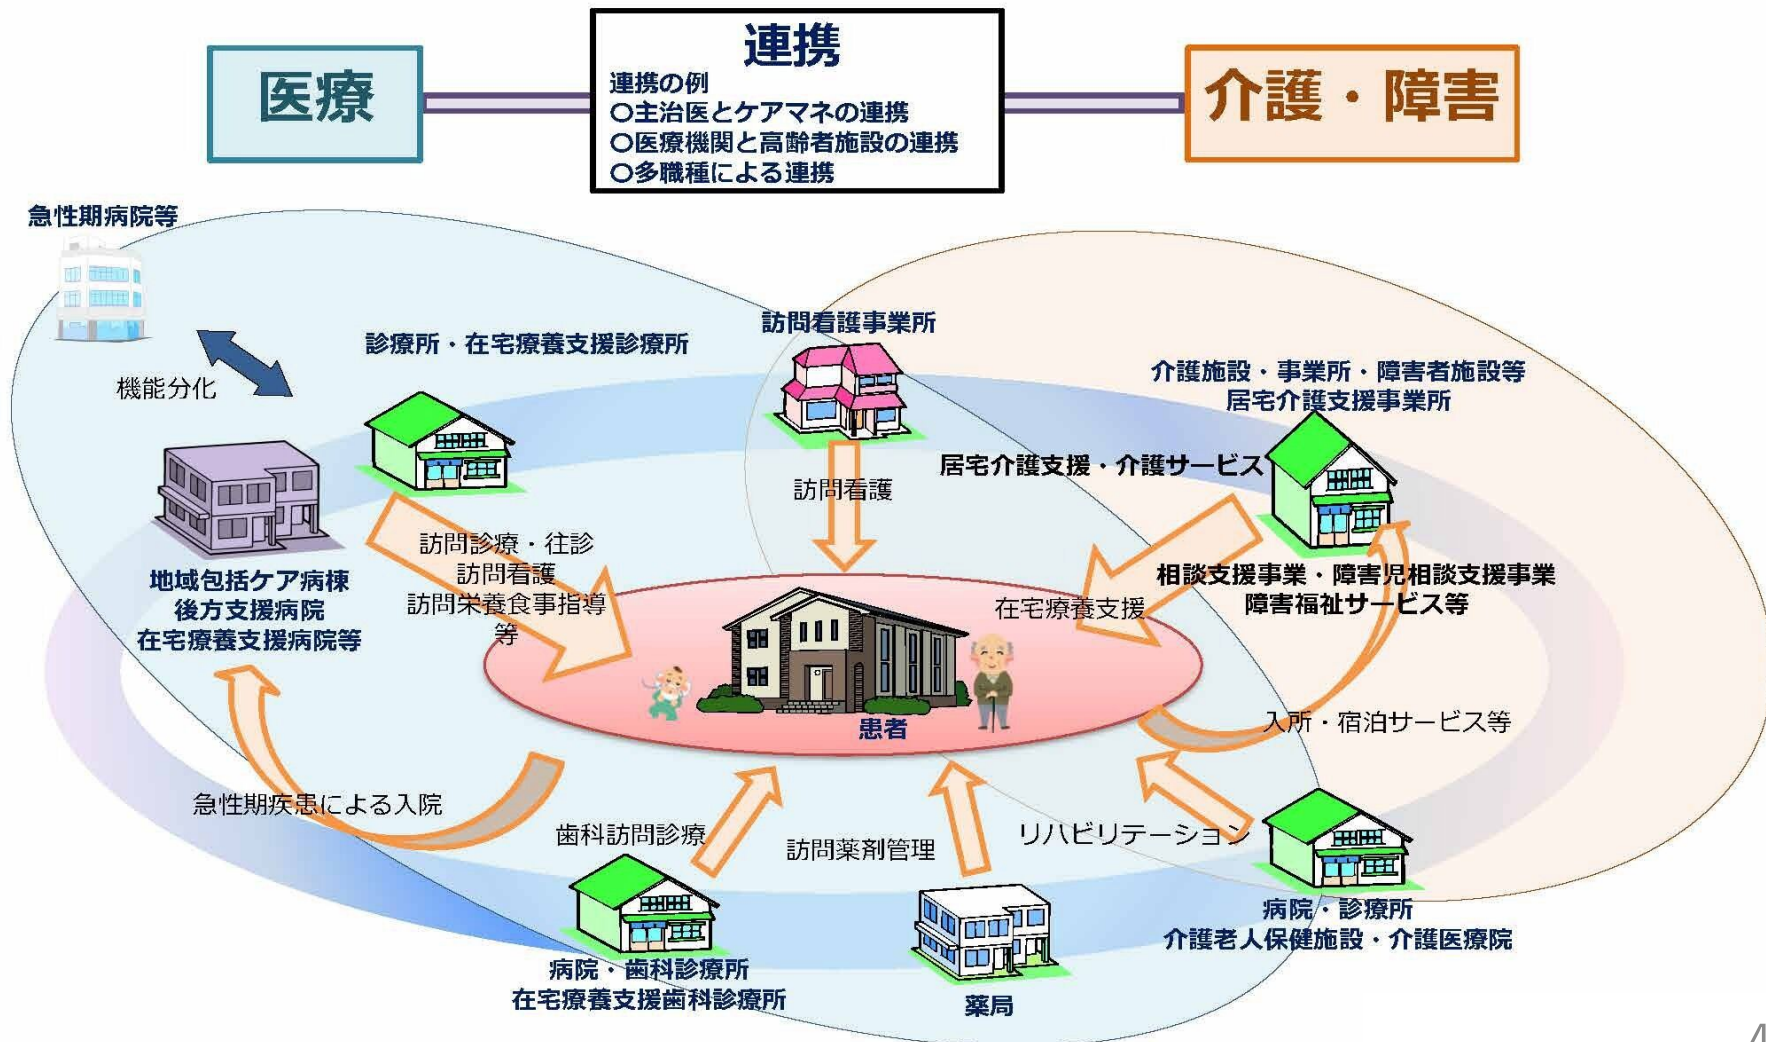 医療
連携
連携の例
○主治医とケアマネの連携
○医療機関と高齢者施設の連携
○多職種による連携
介護・障害
急性期病院等
機能分化
診療所・在宅療養支援診療所
訪問看護事業所
介護施設・事業所・障害者施設等
居宅介護支援事業所
居宅介護支援・介護サービス
訪問看護
地域包括ケア病棟
後方支援病院
在宅療養支援病院等
訪問診療・往診
訪問看護
訪問栄養食事指導
等
在宅療養支援
相談支援事業・障害児相談支援事業
障害福祉サービス等
患者
入所・宿泊サービス等
急性期疾患による入院
歯科訪問診療
訪問薬剤管理
リハビリテーション
病院・歯科診療所
在宅療養支援歯科診療所
薬局
病院・診療所
介護老人保健施設・介護医療院
4